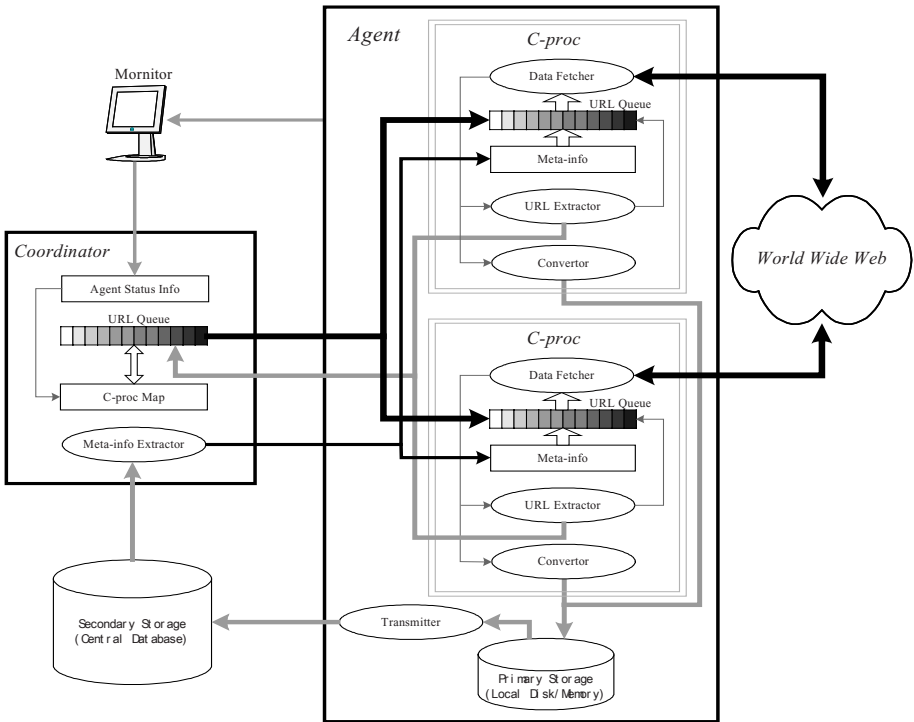 Agent
C-proc
Data Fetcher
URL Queue
Meta-info
URL Extractor
Convertor
Mornitor
Coordinator
Agent Status Info
URL Queue
C-proc Map
Meta-info Extractor
World Wide Web
C-proc
Data Fetcher
URL Queue
Meta-info
URL Extractor
Convertor
Secondary Storage
(Central Database)
Transmitter
Primary Storage
(Local Disk/Memory)